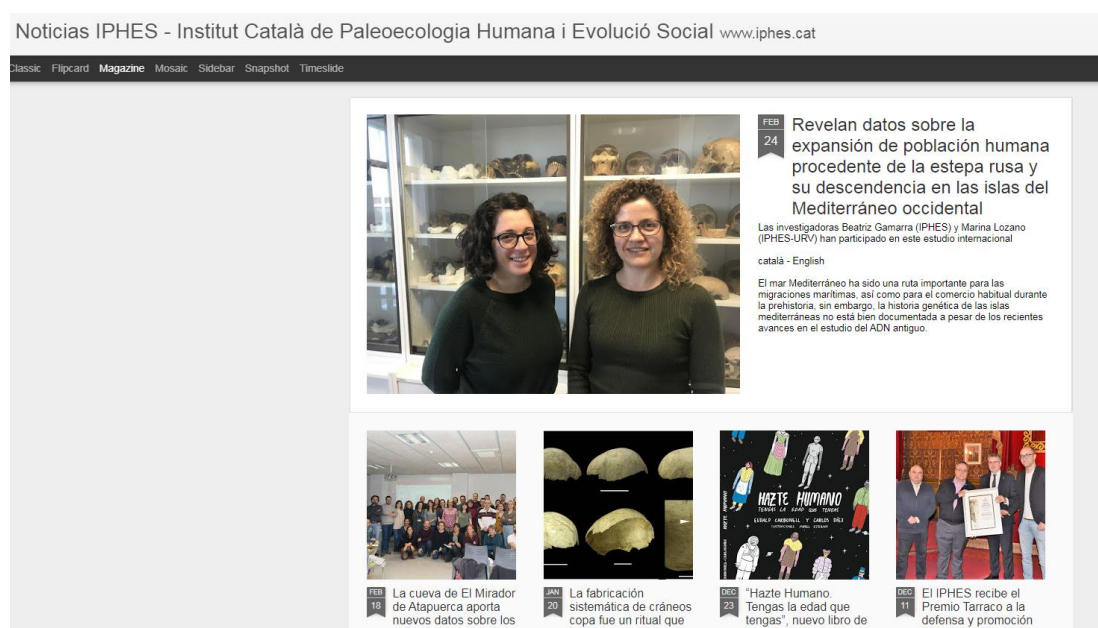 Noticias IPHES - Institut Català de Paleoecologia Humana i Evolució Social www.iphes.cat
Classic Flipcard Magazine Mosaic Sidebar Snapshot Timeslide
FEB
24
Revelan datos sobre la
expansión de población humana
procedente de la estepa rusa y
su descendencia en las islas del
Mediterráneo occidental
Las investigadoras Beatriz Gamarra (IPHES) y Marina Lozano
(IPHES-URV) han participado en este estudio internacional
català - English
El mar Mediterráneo ha sido una ruta importante para las
migraciones marítimas, así como para el comercio habitual durante
la prehistoria, sin embargo, la historia genética de las islas
mediterráneas no está bien documentada a pesar de los recientes
avances en el estudio del ADN antiguo.
HAZTE HUMANO
TENGAS LA EDAD QUE TENGAS
EUDALD CARBONELL Y CARLOS DÍEZ
FEB
18
La cueva de El Mirador
de Atapuerca aporta
nuevos datos sobre los
JAN
20
La fabricación
sistemática de cráneos
copa fue un ritual que
DEC
23
“Hazte Humano.
Tengas la edad que
tengas”, nuevo libro de
DEC
11
El IPHES recibe el
Premio Tarraco a la
defensa y promoción